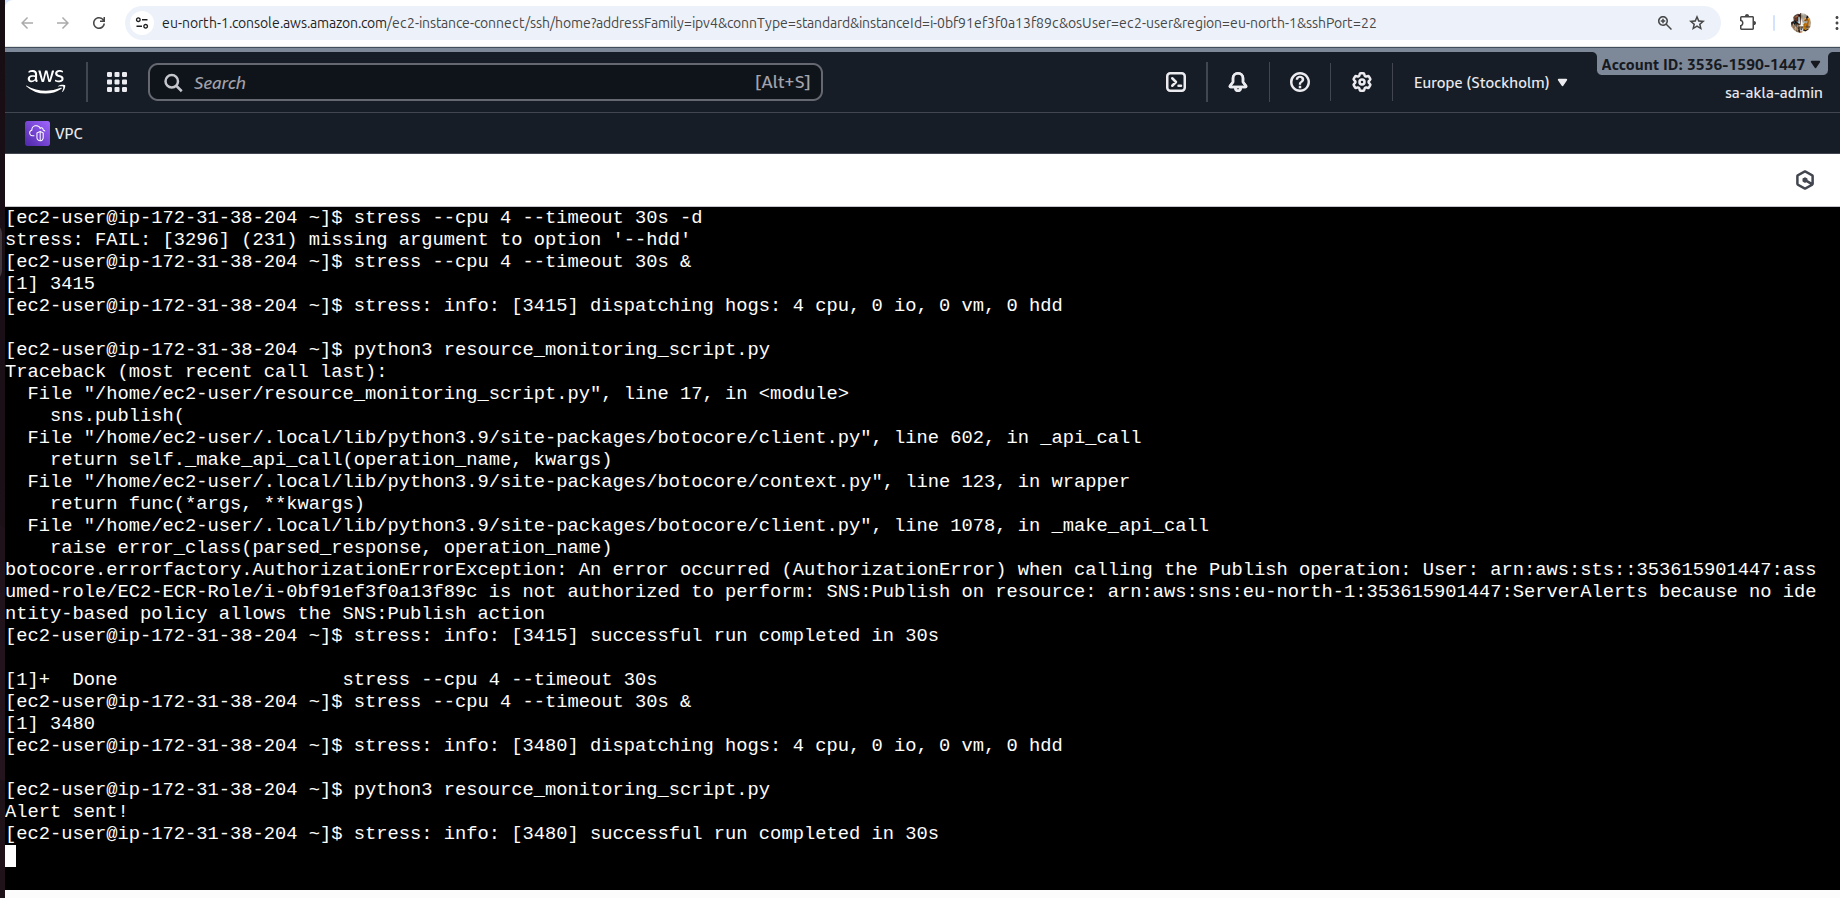 eu-north-1.console.aws.amazon.com/ec2-instance-connect/ssh/home?addressFamily=ipv4&connType=standard&instanceId=i-0bf91ef3f0a13f89c&osUser=ec2-user&region=eu-north-1&sshPort=22
aws
Search
[Alt+S]
Europe (Stockholm)
Account ID: 3536-1590-1447
sa-akla-admin
VPC
[ec2-user@ip-172-31-38-204 ~]$ stress --cpu 4 --timeout 30s -d
stress: FAIL: [3296] (231) missing argument to option '--hdd'
[ec2-user@ip-172-31-38-204 ~]$ stress --cpu 4 --timeout 30s &
[1] 3415
[ec2-user@ip-172-31-38-204 ~]$ stress: info: [3415] dispatching hogs: 4 cpu, 0 io, 0 vm, 0 hdd
[ec2-user@ip-172-31-38-204 ~]$ python3 resource_monitoring_script.py
Traceback (most recent call last):
  File "/home/ec2-user/resource_monitoring_script.py", line 17, in <module>
    sns.publish(
  File "/home/ec2-user/.local/lib/python3.9/site-packages/botocore/client.py", line 602, in _api_call
    return self._make_api_call(operation_name, kwargs)
  File "/home/ec2-user/.local/lib/python3.9/site-packages/botocore/context.py", line 123, in wrapper
    return func(*args, **kwargs)
  File "/home/ec2-user/.local/lib/python3.9/site-packages/botocore/client.py", line 1078, in _make_api_call
    raise error_class(parsed_response, operation_name)
botocore.errorfactory.AuthorizationErrorException: An error occurred (AuthorizationError) when calling the Publish operation: User: arn:aws:sts::353615901447:ass
umed-role/EC2-ECR-Role/i-0bf91ef3f0a13f89c is not authorized to perform: SNS:Publish on resource: arn:aws:sns:eu-north-1:353615901447:ServerAlerts because no ide
ntity-based policy allows the SNS:Publish action
[ec2-user@ip-172-31-38-204 ~]$ stress: info: [3415] successful run completed in 30s
[1]+  Done                    stress --cpu 4 --timeout 30s
[ec2-user@ip-172-31-38-204 ~]$ stress --cpu 4 --timeout 30s &
[1] 3480
[ec2-user@ip-172-31-38-204 ~]$ stress: info: [3480] dispatching hogs: 4 cpu, 0 io, 0 vm, 0 hdd
[ec2-user@ip-172-31-38-204 ~]$ python3 resource_monitoring_script.py
Alert sent!
[ec2-user@ip-172-31-38-204 ~]$ stress: info: [3480] successful run completed in 30s